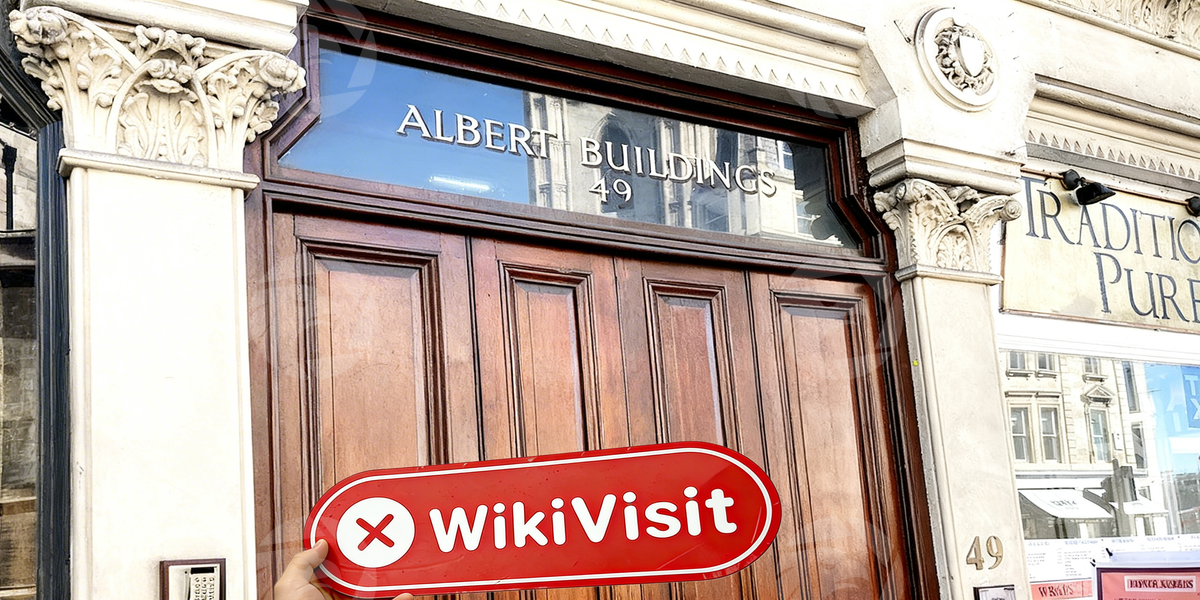 ALBERT BUILDINGS
49
TRADITIO
PURE
WikiVisit
49